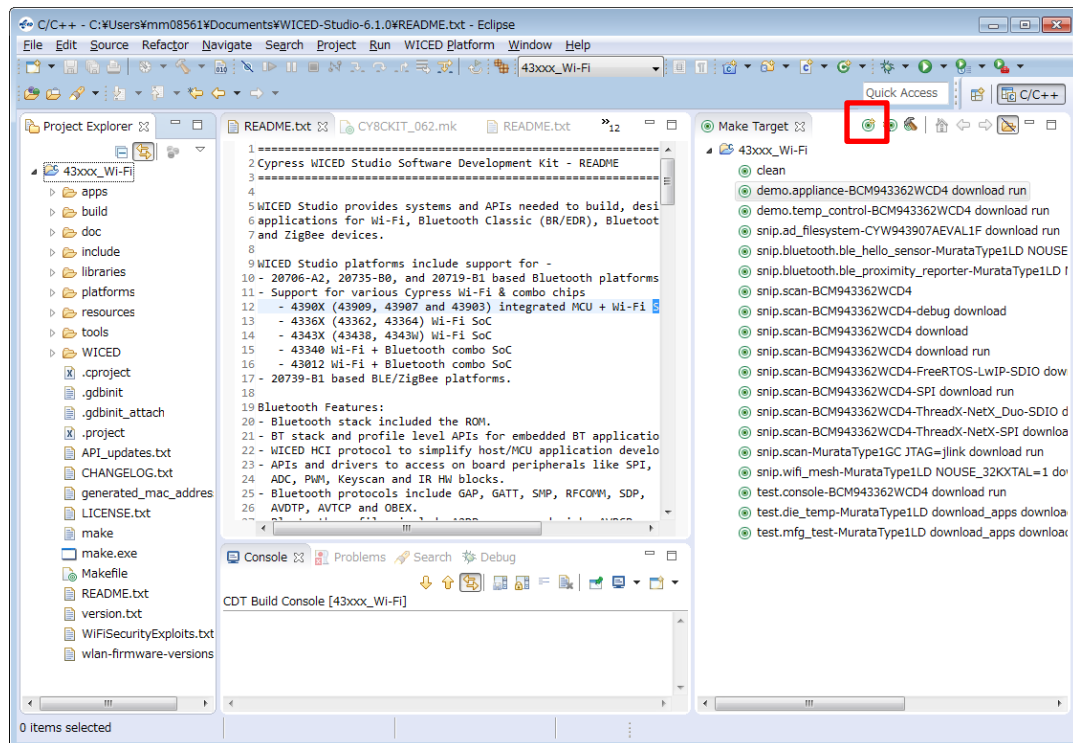 C/C++ - C:¥Users¥mm08561¥Documents¥WICED-Studio-6.1.0¥README.txt - Eclipse
File Edit Source Refactor Navigate Search Project Run WICED Platform Window Help
010
43xxx_Wi-Fi
Quick Access
C/C++
Project Explorer
43xxx_Wi-Fi
apps
build
doc
include
libraries
platforms
resources
tools
WICED
.cproject
.gdbinit
.gdbinit_attach
.project
API_updates.txt
CHANGELOG.txt
generated_mac_addres
LICENSE.txt
make
make.exe
Makefile
README.txt
version.txt
WiFiSecurityExploits.txt
wlan-firmware-versions
README.txt CY8CKIT_062.mk README.txt »12
1 ========================================================
2 Cypress WICED Studio Software Development Kit - README
3 ========================================================
4
5 WICED Studio provides systems and APIs needed to build, desi
6 applications for Wi-Fi, Bluetooth Classic (BR/EDR), Bluetoot
7 and ZigBee devices.
8
9 WICED Studio platforms include support for -
10 - 20706-A2, 20735-B0, and 20719-B1 based Bluetooth platforms
11 - Support for various Cypress Wi-Fi & combo chips
12 - 4390X (43909, 43907 and 43903) integrated MCU + Wi-Fi S
13 - 4336X (43362, 43364) Wi-Fi SoC
14 - 4343X (43438, 4343W) Wi-Fi SoC
15 - 43340 Wi-Fi + Bluetooth combo SoC
16 - 43012 Wi-Fi + Bluetooth combo SoC
17 - 20739-B1 based BLE/ZigBee platforms.
18
19 Bluetooth Features:
20 - Bluetooth stack included the ROM.
21 - BT stack and profile level APIs for embedded BT applicatio
22 - WICED HCI protocol to simplify host/MCU application develo
23 - APIs and drivers to access on board peripherals like SPI,
24 ADC, PWM, Keyscan and IR HW blocks.
25 - Bluetooth protocols include GAP, GATT, SMP, RFCOMM, SDP,
26 AVDTP, AVCTP and OBEX.
Console Problems Search Debug
CDT Build Console [43xxx_Wi-Fi]
Make Target
43xxx_Wi-Fi
clean
demo.appliance-BCM943362WCD4 download run
demo.temp_control-BCM943362WCD4 download run
snip.ad_filesystem-CYW943907AEVAL1F download run
snip.bluetooth.ble_hello_sensor-MurataType1LD NOUSE
snip.bluetooth.ble_proximity_reporter-MurataType1LD
snip.scan-BCM943362WCD4
snip.scan-BCM943362WCD4-debug download
snip.scan-BCM943362WCD4 download
snip.scan-BCM943362WCD4 download run
snip.scan-BCM943362WCD4-FreeRTOS-LwIP-SDIO dow
snip.scan-BCM943362WCD4-SPI download run
snip.scan-BCM943362WCD4-ThreadX-NetX_Duo-SDIO d
snip.scan-BCM943362WCD4-ThreadX-NetX-SPI downloa
snip.scan-MurataType1GC JTAG=jlink download run
snip.wifi_mesh-MurataType1LD NOUSE_32KXTAL=1 dow
test.console-BCM943362WCD4 download run
test.die_temp-MurataType1LD download_apps downloa
test.mfg_test-MurataType1LD download_apps downloac
0 items selected